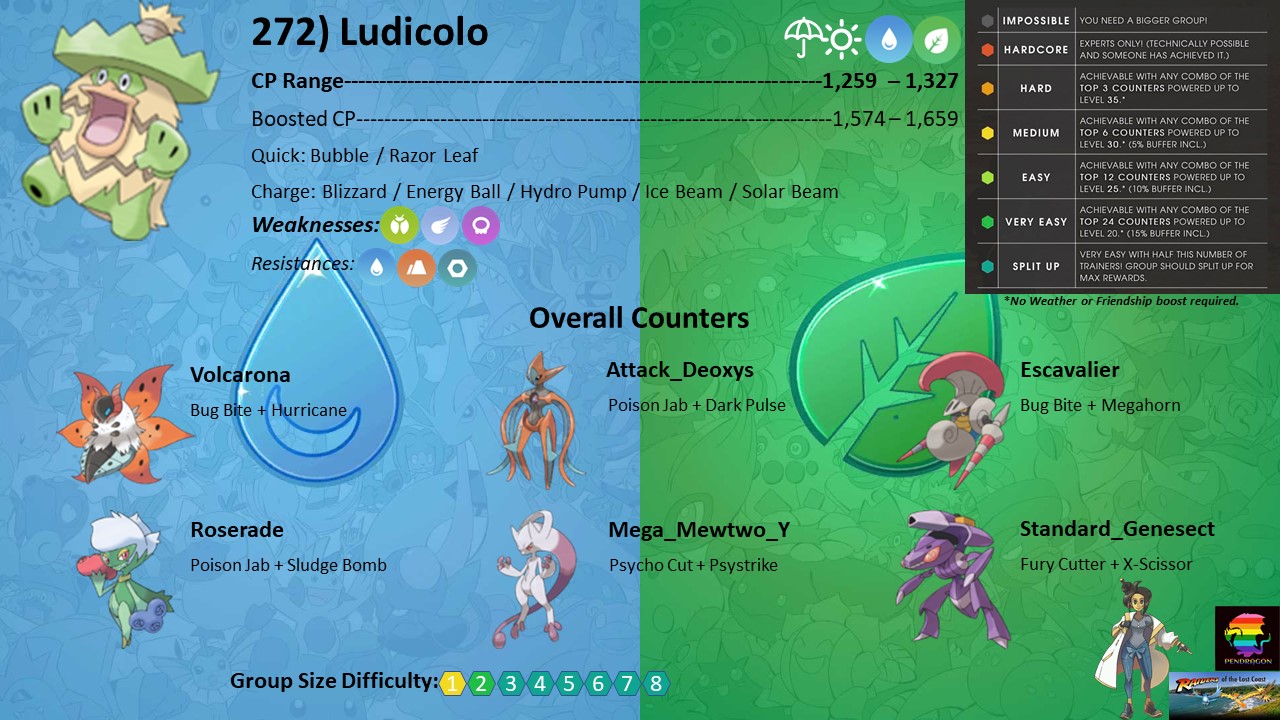 272) Ludicolo
CP Range--------------------------------------------------------------------1,259 – 1,327
Boosted CP--------------------------------------------------------------------1,574 – 1,659
Quick: Bubble / Razor Leaf
Charge: Blizzard / Energy Ball / Hydro Pump / Ice Beam / Solar Beam
Weaknesses:
Resistances:
IMPOSSIBLE YOU NEED A BIGGER GROUP!
HARDCORE EXPERTS ONLY! (TECHNICALLY POSSIBLE
AND SOMEONE HAS ACHIEVED IT.)
HARD ACHIEVABLE WITH ANY COMBO OF THE
TOP 3 COUNTERS POWERED UP TO
LEVEL 35.*
MEDIUM ACHIEVABLE WITH ANY COMBO OF THE
TOP 6 COUNTERS POWERED UP TO
LEVEL 30.* (5% BUFFER INCL.)
EASY ACHIEVABLE WITH ANY COMBO OF THE
TOP 12 COUNTERS POWERED UP TO
LEVEL 25.* (10% BUFFER INCL.)
VERY EASY ACHIEVABLE WITH ANY COMBO OF THE
TOP 24 COUNTERS POWERED UP TO
LEVEL 20.* (15% BUFFER INCL.)
SPLIT UP VERY EASY WITH HALF THIS NUMBER OF
TRAINERS! GROUP SHOULD SPLIT UP FOR
MAX REWARDS.
*No Weather or Friendship boost required.
Overall Counters
Volcarona
Bug Bite + Hurricane
Attack_Deoxys
Poison Jab + Dark Pulse
Escavalier
Bug Bite + Megahorn
Roserade
Poison Jab + Sludge Bomb
Mega_Mewtwo_Y
Psycho Cut + Psystrike
Standard_Genesect
Fury Cutter + X-Scissor
Group Size Difficulty: 1 2 3 4 5 6 7 8
PENDRAGON
RAIDERS of the Lost Coast